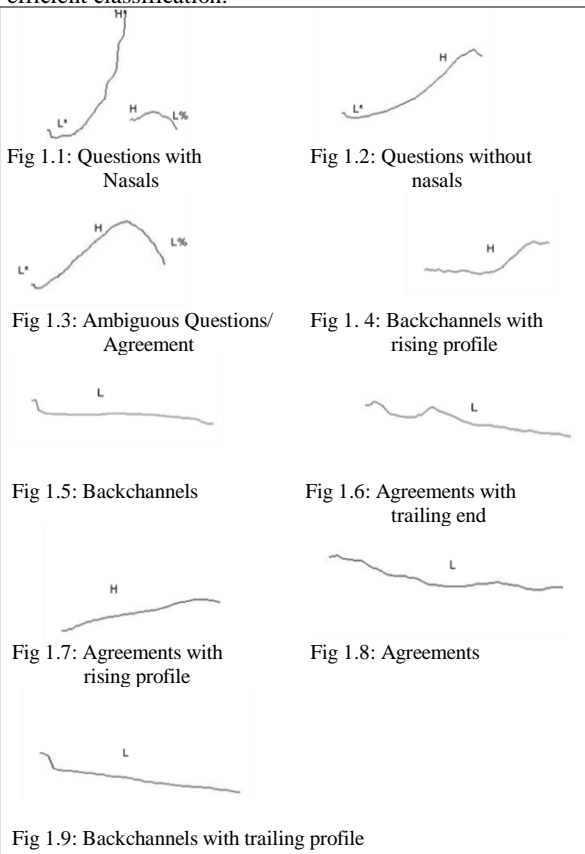 efficient classification.
H¶
L*
H
L%
H
L*
Fig 1.1: Questions with
Nasals
Fig 1.2: Questions without
nasals
L*
H
L%
H
Fig 1.3: Ambiguous Questions/
Agreement
Fig 1. 4: Backchannels with
rising profile
L
L
Fig 1.5: Backchannels
Fig 1.6: Agreements with
trailing end
H
L
Fig 1.7: Agreements with
rising profile
Fig 1.8: Agreements
L
Fig 1.9: Backchannels with trailing profile